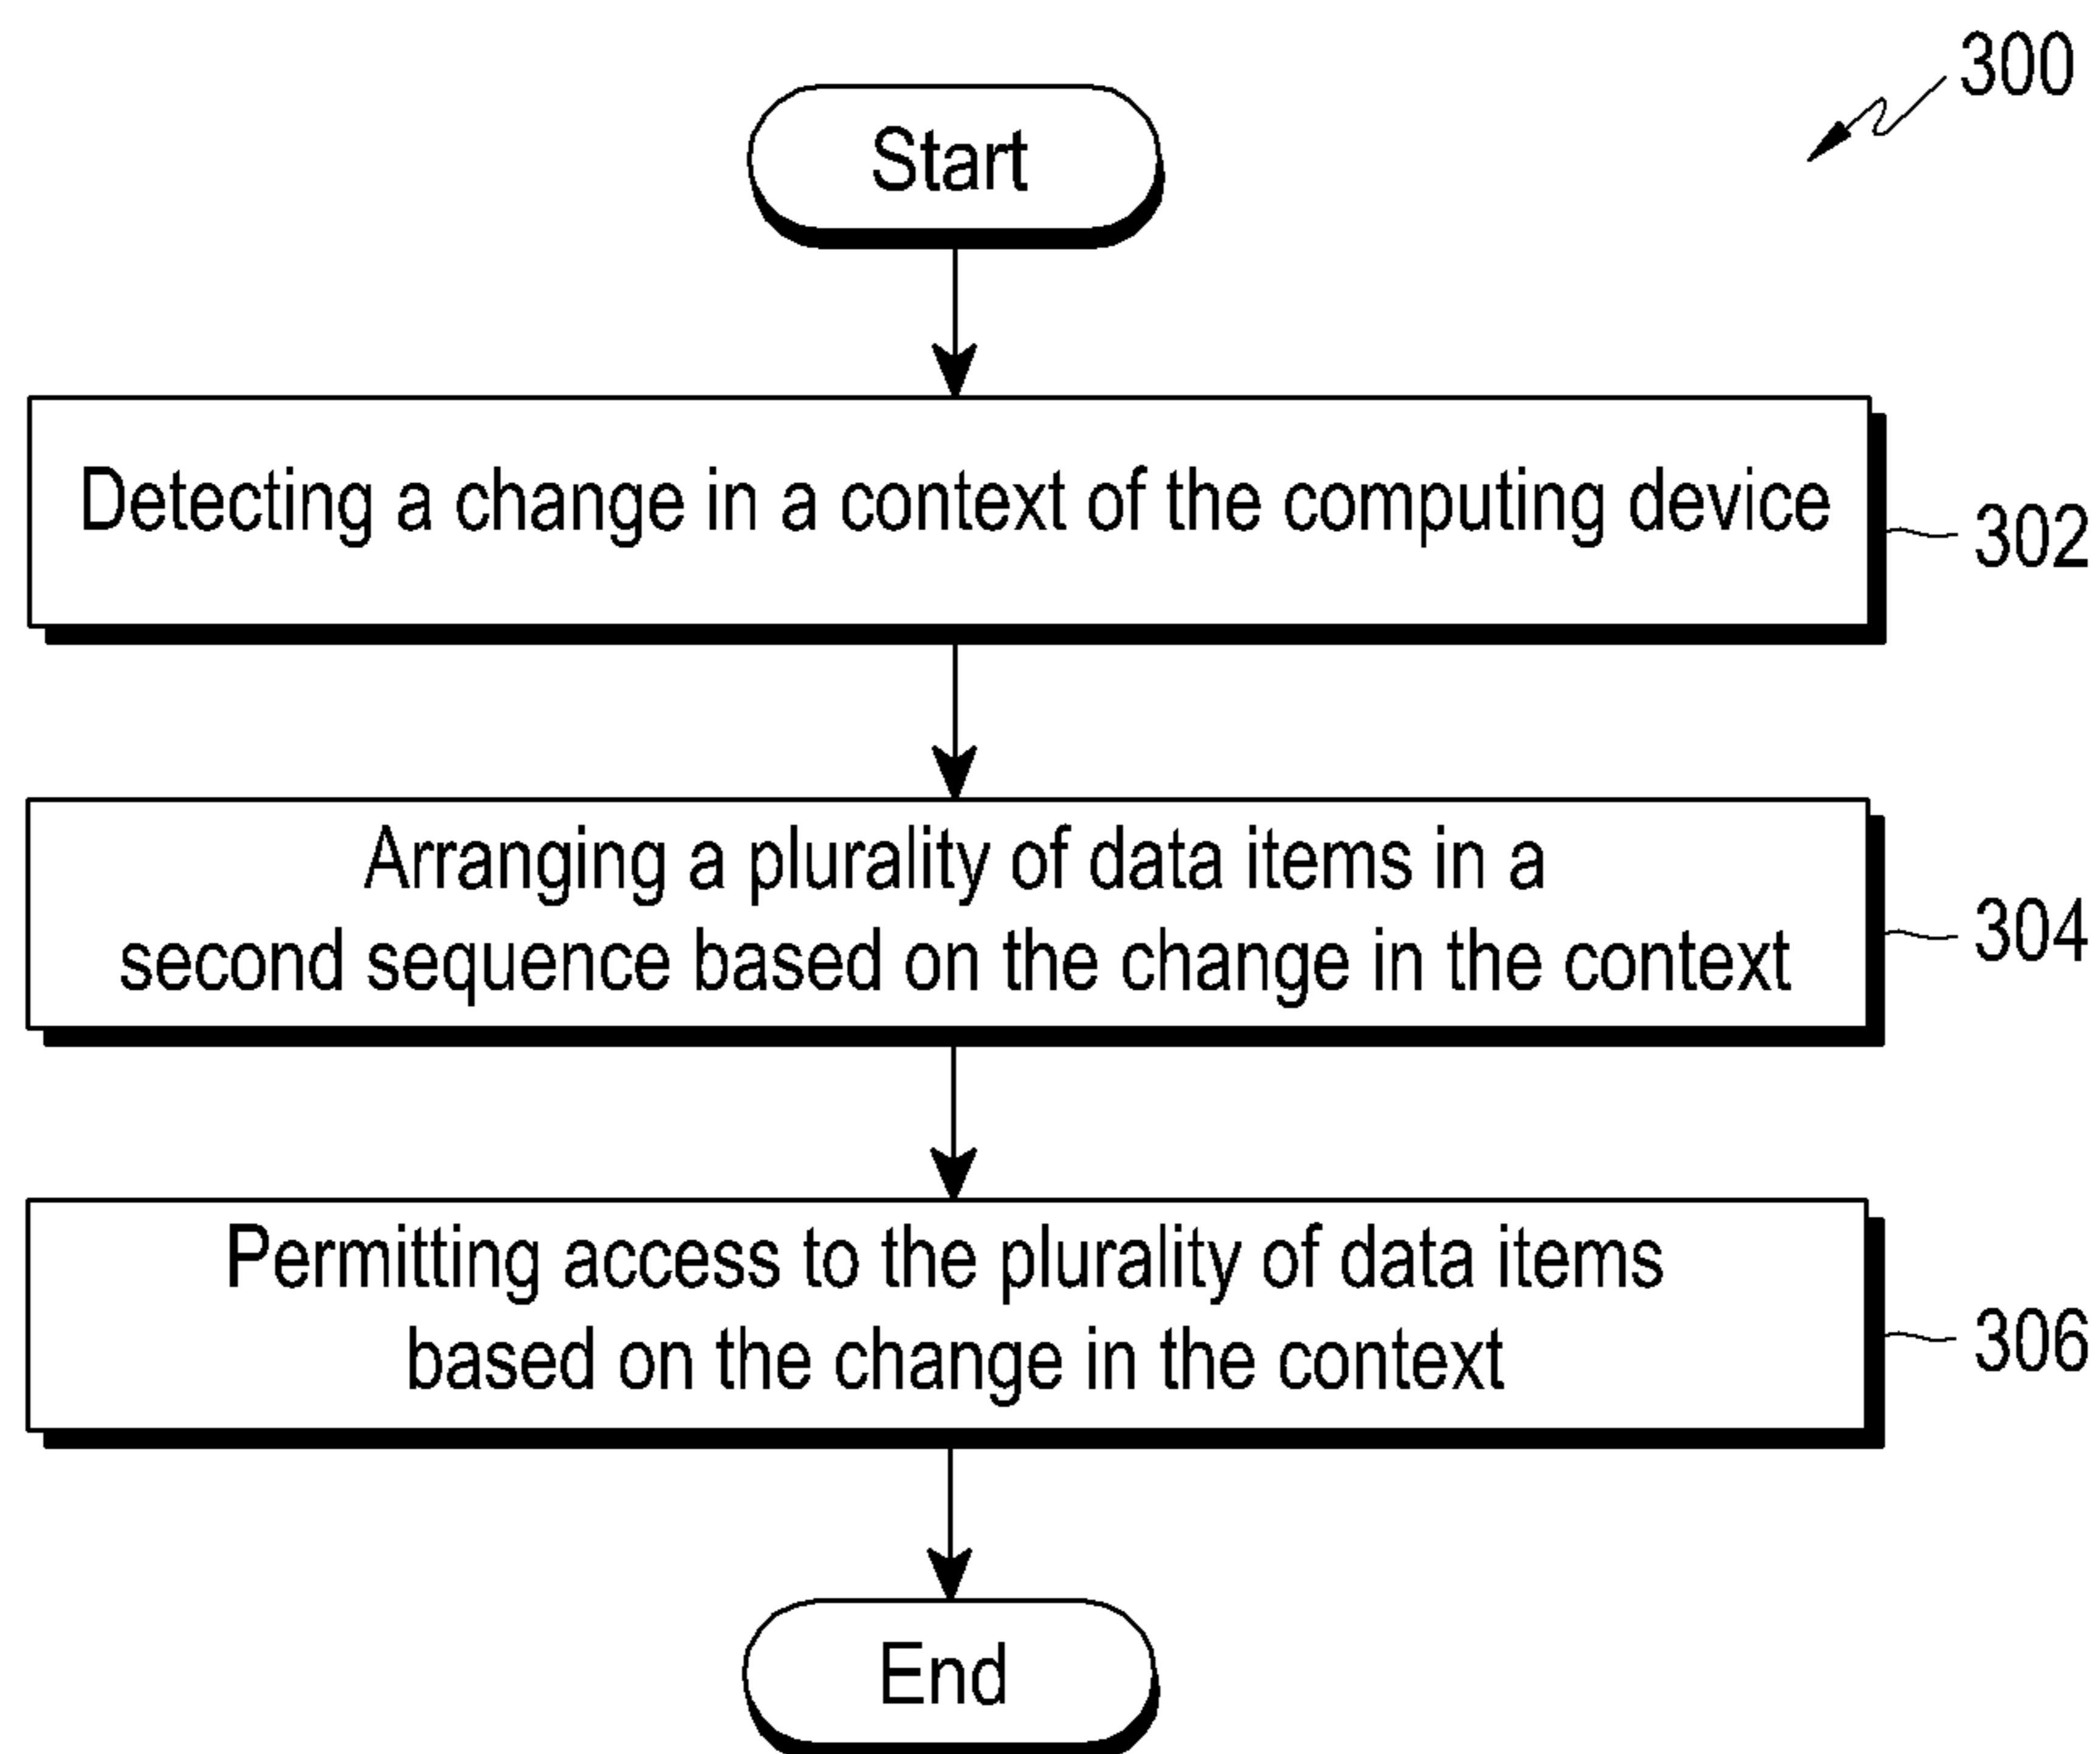 300
Start
Detecting a change in a context of the computing device
302
Arranging a plurality of data items in a
second sequence based on the change in the context
304
Permitting access to the plurality of data items
based on the change in the context
306
End